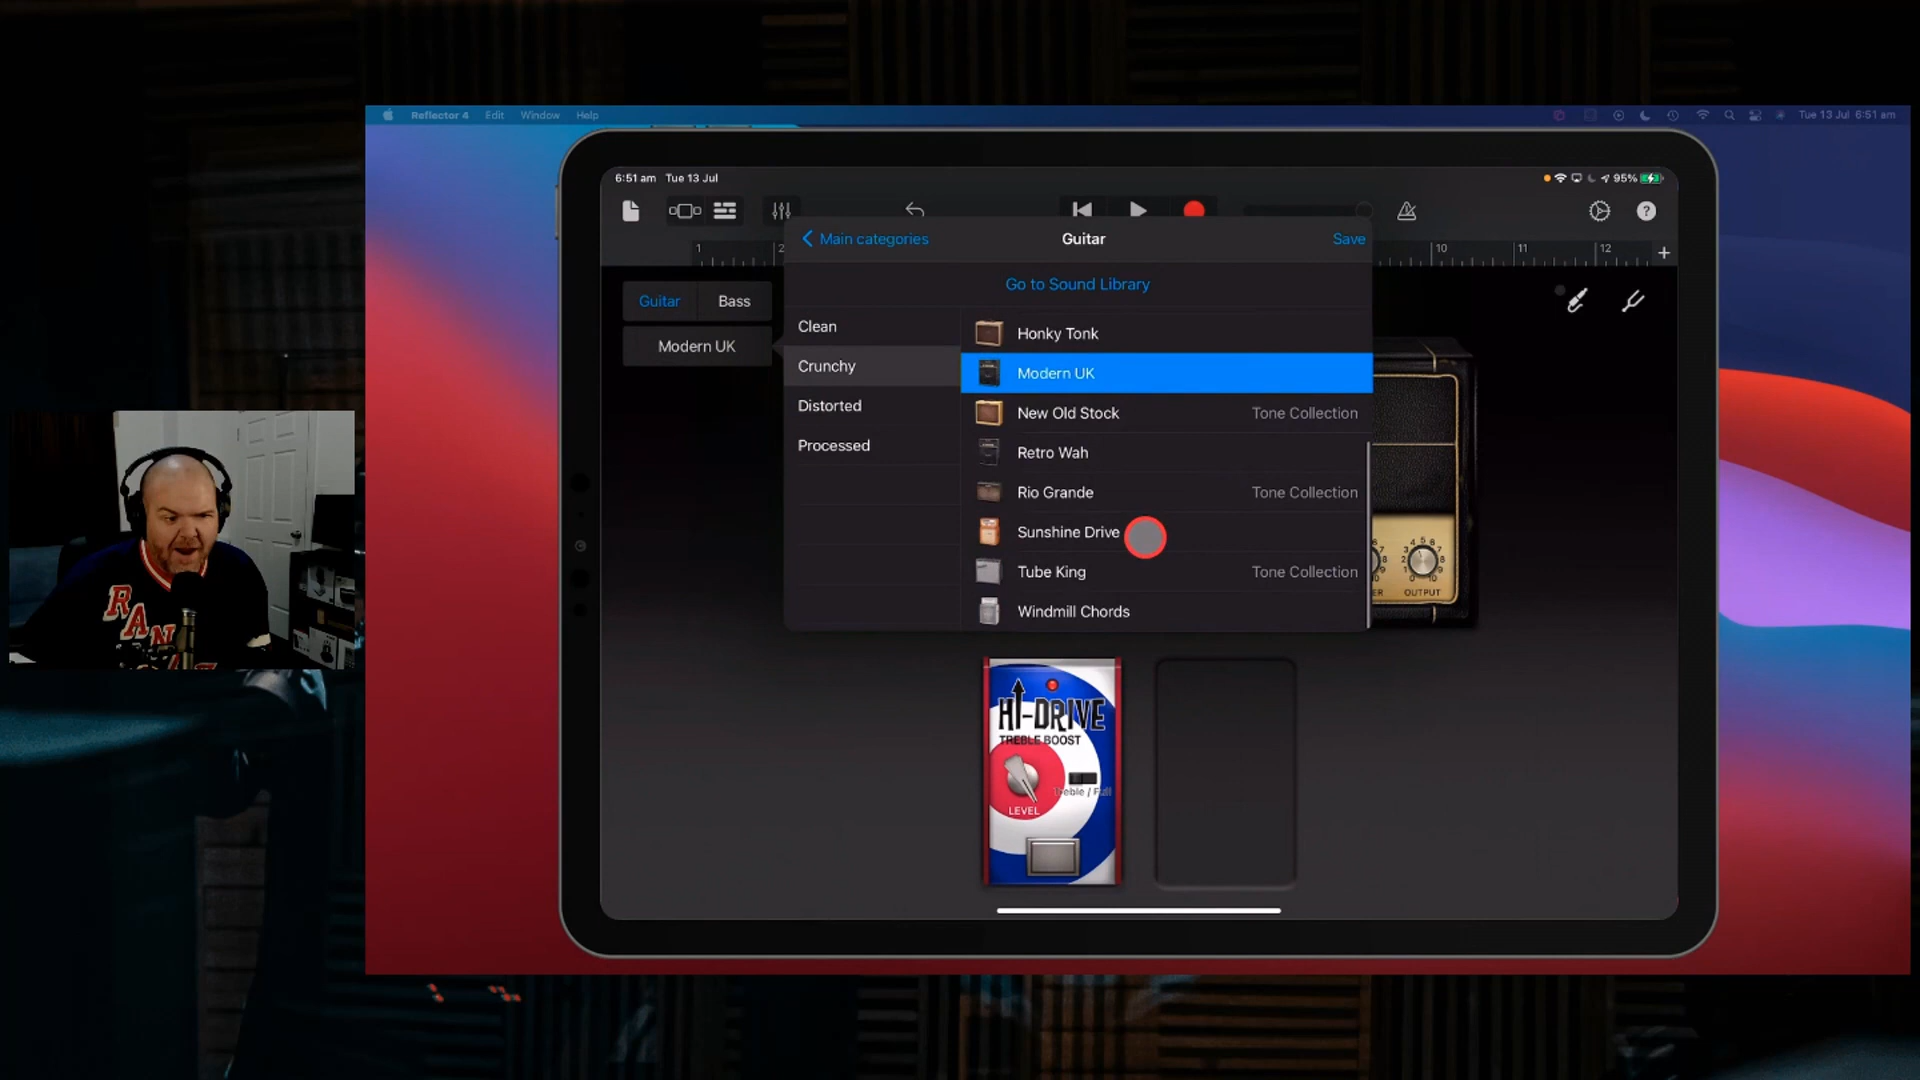 Reflector 4 Edit Window Help Tue 13 Jul 6:51 am
6:51 am Tue 13 Jul 95%
Main categories Guitar Save
1 2 10 11 12 +
Go to Sound Library
Guitar Bass
Modern UK
Clean
Crunchy
Distorted
Processed
Honky Tonk
Modern UK
New Old Stock Tone Collection
Retro Wah
Rio Grande Tone Collection
Sunshine Drive
Tube King Tone Collection
Windmill Chords
OUTPUT
HI-DRIVE
TREBLE BOOST
Treble / Full
LEVEL
RAN